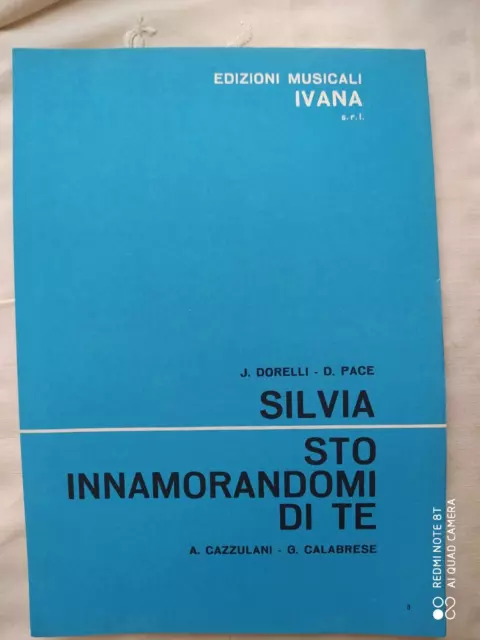 EDIZIONI MUSICALI
IVANA
s.r.l.
J. DORELLI - D. PACE
SILVIA
STO
INNAMORANDOMI
DI TE
A. CAZZULANI - G. CALABRESE
REDMI NOTE 8T
AI QUAD CAMERA